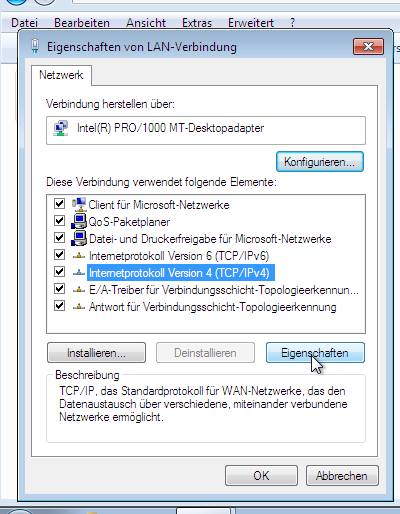 Datei Bearbeiten Ansicht Extras Erweitert ?
Eigenschaften von LAN-Verbindung
Netzwerk
Verbindung herstellen über:
Intel(R) PRO/1000 MT-Desktopadapter
Konfigurieren...
Diese Verbindung verwendet folgende Elemente:
Client für Microsoft-Netzwerke
QoS-Paketplaner
Datei- und Druckerfreigabe für Microsoft-Netzwerke
Internetprotokoll Version 6 (TCP/IPv6)
Internetprotokoll Version 4 (TCP/IPv4)
E/A-Treiber für Verbindungsschicht-Topologieerkennun...
Antwort für Verbindungsschicht-Topologieerkennung
Installieren... Deinstallieren Eigenschaften
Beschreibung
TCP/IP, das Standardprotokoll für WAN-Netzwerke, das den
Datenaustausch über verschiedene, miteinander verbundene
Netzwerke ermöglicht.
OK Abbrechen